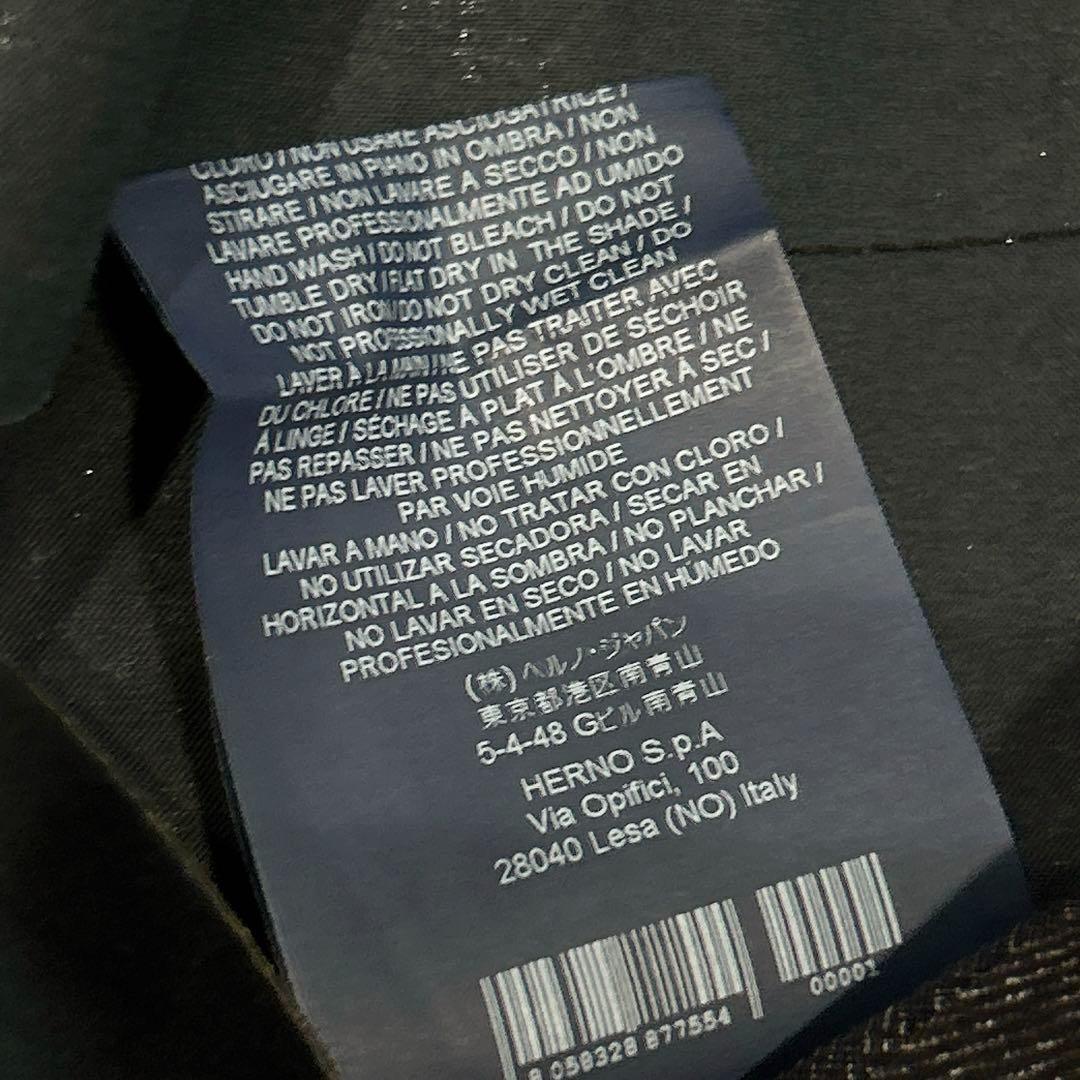 CLORO / NON USARE ASCIUGATRICE /
ASCIUGARE IN PIANO IN OMBRA / NON
STIRARE / NON LAVARE A SECCO / NON
LAVARE PROFESSIONALMENTE AD UMIDO
HAND WASH / DO NOT BLEACH / DO NOT
TUMBLE DRY / FLAT DRY IN THE SHADE /
DO NOT IRON / DO NOT DRY CLEAN / DO
NOT PROFESSIONALLY WET CLEAN
LAVER À LA MAIN / NE PAS TRAITER AVEC
DU CHLORE / NE PAS UTILISER DE SÉCHOIR
À LINGE / SÉCHAGE À PLAT À L'OMBRE / NE
PAS REPASSER / NE PAS NETTOYER À SEC /
NE PAS LAVER PROFESSIONNELLEMENT
PAR VOIE HUMIDE
LAVAR A MANO / NO TRATAR CON CLORO /
NO UTILIZAR SECADORA / SECAR EN
HORIZONTAL A LA SOMBRA / NO PLANCHAR /
NO LAVAR EN SECO / NO LAVAR
PROFESIONALMENTE EN HÚMEDO
(株) ヘルノ・ジャパン
東京都港区南青山
5-4-48 Gビル南青山
HERNO S.p.A
Via Opifici, 100
28040 Lesa (NO) Italy
00001
8 058328 877554